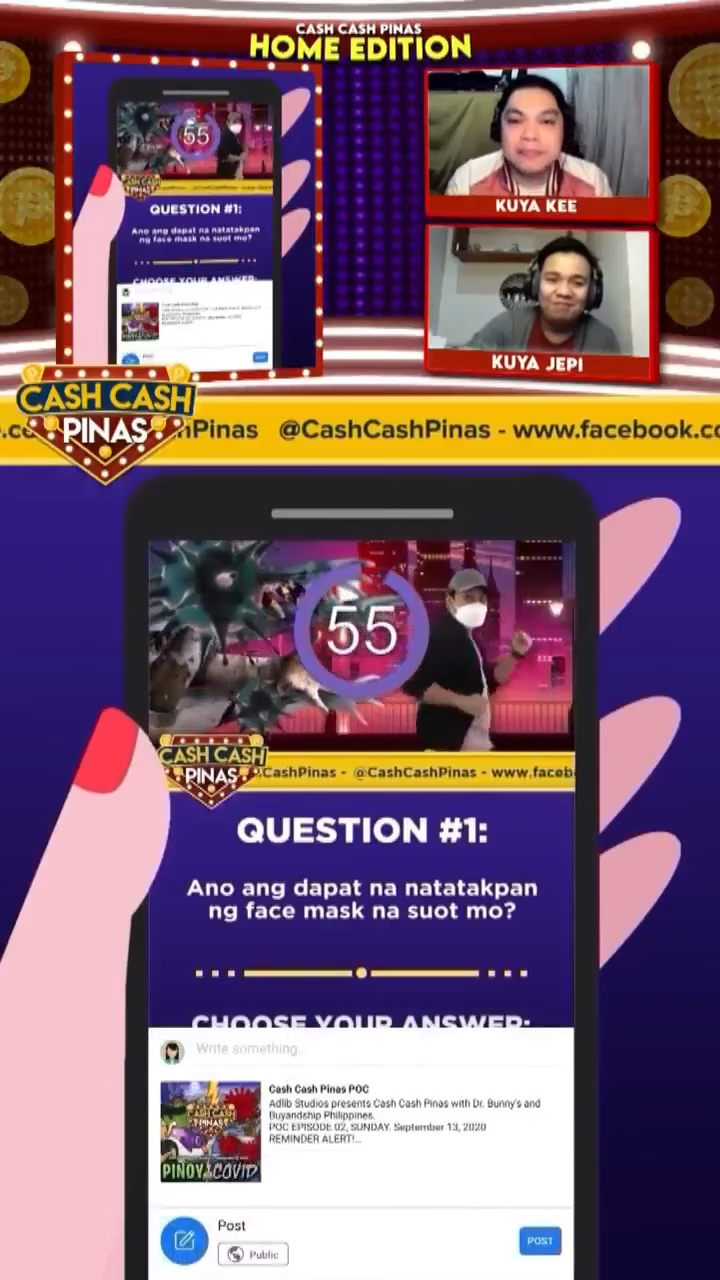 CASH CASH PINAS
HOME EDITION
55
CASH CASH
PINAS
QUESTION #1:
Ano ang dapat na natatakpan
ng face mask na suot mo?
CHOOSE YOUR ANSWER:
Post
KUYA KEE
KUYA JEPI
CASH CASH
PINAS
Pinas @CashCashPinas - www.facebook.co
55
CASH CASH
PINAS
CashPinas - @CashCashPinas - www.faceb
QUESTION #1:
Ano ang dapat na natatakpan
ng face mask na suot mo?
CHOOSE YOUR ANSWER:
Write something...
Cash Cash Pinas POC
Adlib Studios presents Cash Cash Pinas with Dr. Bunny's and
Buyandship Philippines.
POC EPISODE 02, SUNDAY. September 13, 2020
REMINDER ALERT!...
CASH CASH
PINAS
PINOY COVID
Post
Public
POST